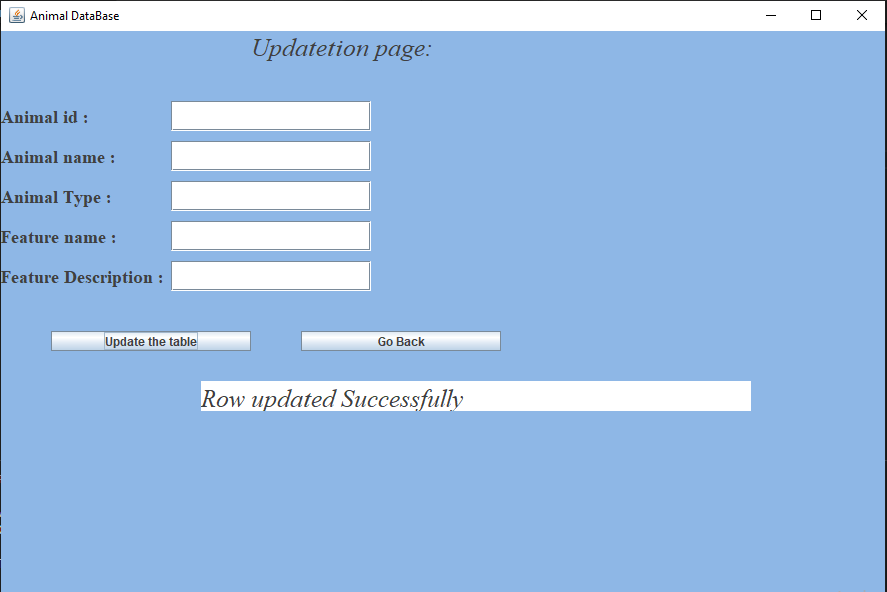 Animal DataBase
Updatetion page:
Animal id :
Animal name :
Animal Type :
Feature name :
Feature Description :
Update the table Go Back
Row updated Successfully